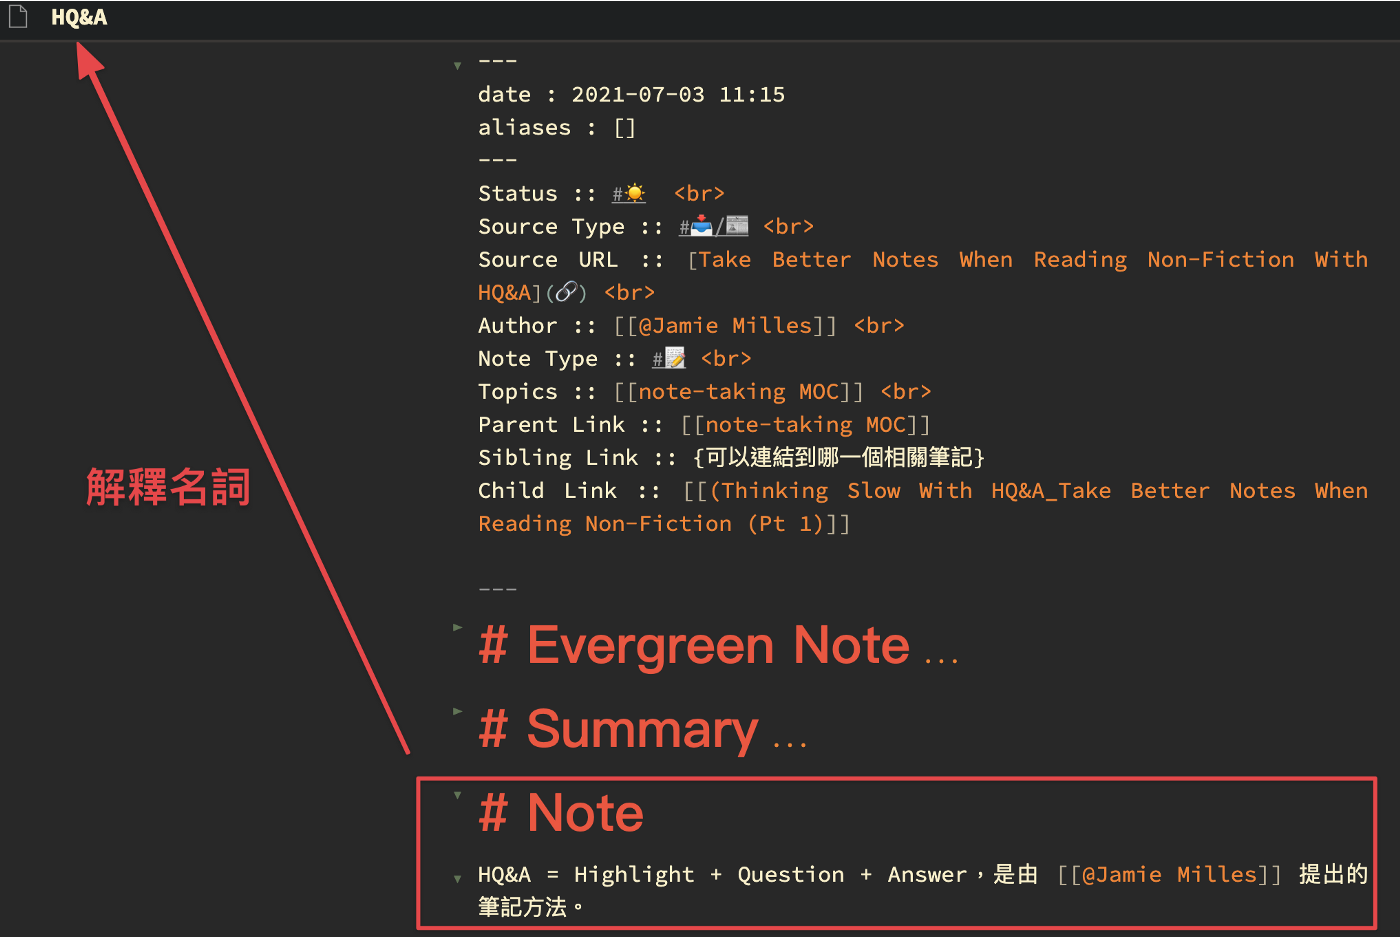 HQ&A
---
date : 2021-07-03 11:15
aliases : []
---
Status :: #☀️ <br>
Source Type :: #📥/📰 <br>
Source URL :: [Take Better Notes When Reading Non-Fiction With
HQ&A](🔗) <br>
Author :: [[@Jamie Milles]] <br>
Note Type :: #📝 <br>
Topics :: [[note-taking MOC]] <br>
Parent Link :: [[note-taking MOC]]
Sibling Link :: {可以連結到哪一個相關筆記}
Child Link :: [[(Thinking Slow With HQ&A_Take Better Notes When
Reading Non-Fiction (Pt 1)]]
解釋名詞
---
# Evergreen Note ...
# Summary ...
# Note
HQ&A = Highlight + Question + Answer，是由 [[@Jamie Milles]] 提出的
筆記方法。